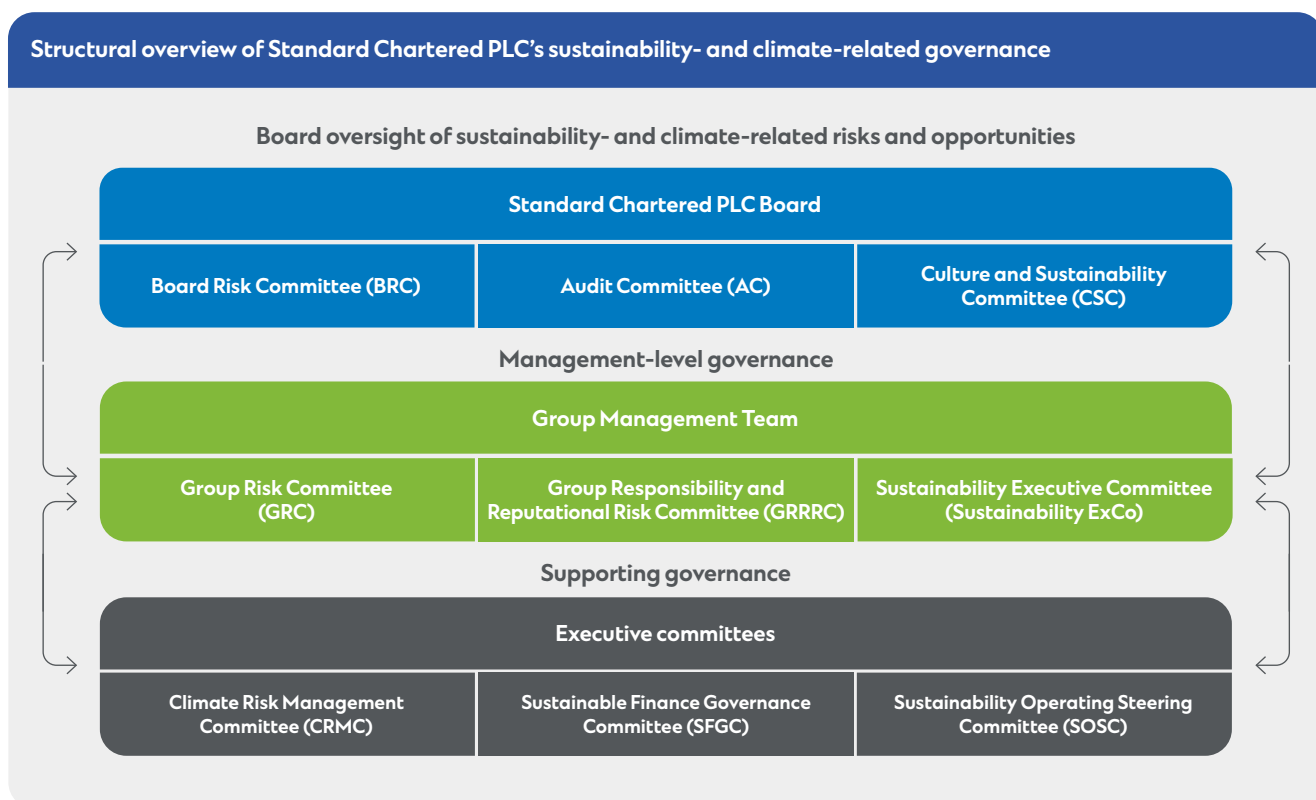 Structural overview of Standard Chartered PLC’s sustainability- and climate-related governance
Board oversight of sustainability- and climate-related risks and opportunities
Standard Chartered PLC Board
Board Risk Committee (BRC)
Audit Committee (AC)
Culture and Sustainability
Committee (CSC)
Management-level governance
Group Management Team
Group Risk Committee
(GRC)
Group Responsibility and
Reputational Risk Committee (GRRRC)
Sustainability Executive Committee
(Sustainability ExCo)
Supporting governance
Executive committees
Climate Risk Management
Committee (CRMC)
Sustainable Finance Governance
Committee (SFGC)
Sustainability Operating Steering
Committee (SOSC)